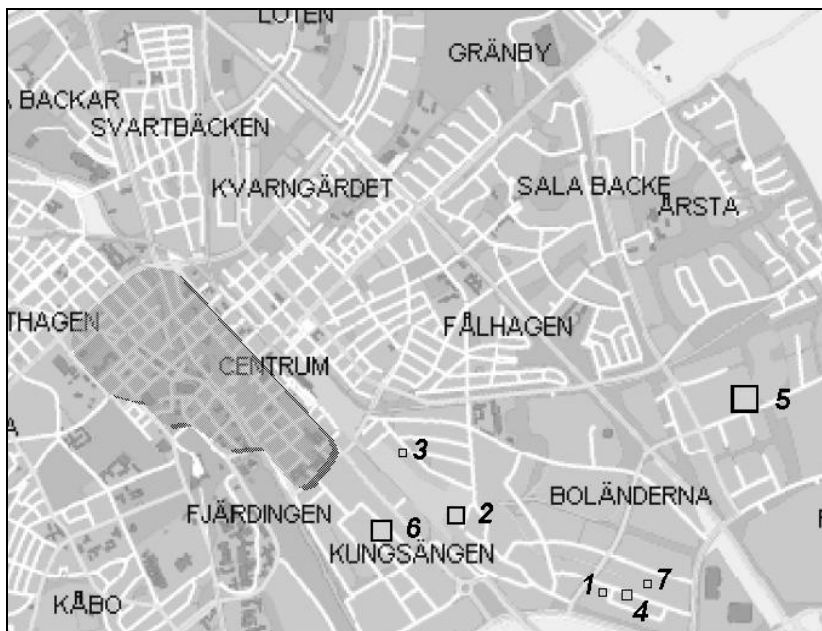 LÖTEN
GRÄNBY
A BACKAR
SVARTBÄCKEN
KVARNGÄRDET
SALA BACKE
ÅRSTA
THAGEN
FÅLHAGEN
CENTRUM
5
3
BOLÄNDERNA
FJÄRDINGEN
2
6
KUNGSÄNGEN
7
1
4
KÅBO